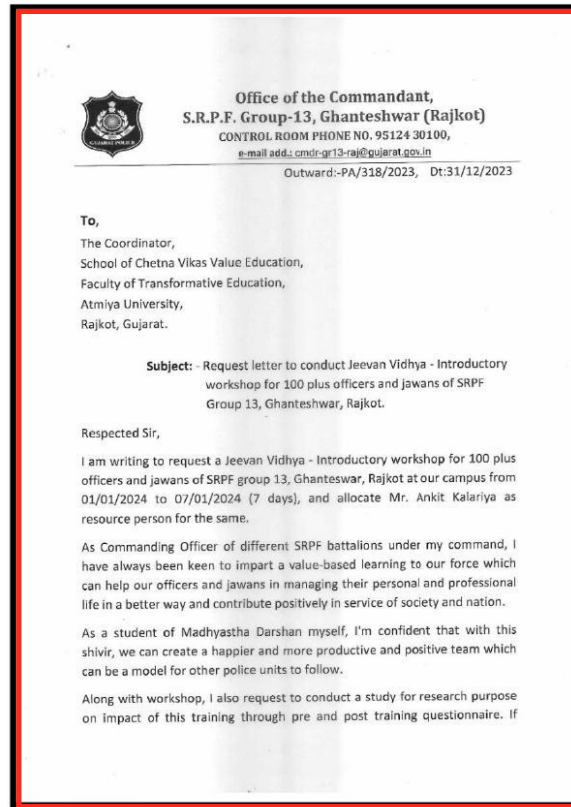 Office of the Commandant,
S.R.P.F. Group-13, Ghanteshwar (Rajkot)
CONTROL ROOM PHONE NO. 95124 30100,
e-mail add.: cmdr-gr13-raj@gujarat.gov.in
GUJARAT POLICE
Outward:-PA/318/2023, Dt:31/12/2023
To,
The Coordinator,
School of Chetna Vikas Value Education,
Faculty of Transformative Education,
Atmiya University,
Rajkot, Gujarat.
Subject: - Request letter to conduct Jeevan Vidhya - Introductory
workshop for 100 plus officers and jawans of SRPF
Group 13, Ghanteshwar, Rajkot.
Respected Sir,
I am writing to request a Jeevan Vidhya - Introductory workshop for 100 plus
officers and jawans of SRPF group 13, Ghanteswar, Rajkot at our campus from
01/01/2024 to 07/01/2024 (7 days), and allocate Mr. Ankit Kalariya as
resource person for the same.
As Commanding Officer of different SRPF battalions under my command, I
have always been keen to impart a value-based learning to our force which
can help our officers and jawans in managing their personal and professional
life in a better way and contribute positively in service of society and nation.
As a student of Madhyastha Darshan myself, I'm confident that with this
shivir, we can create a happier and more productive and positive team which
can be a model for other police units to follow.
Along with workshop, I also request to conduct a study for research purpose
on impact of this training through pre and post training questionnaire. If